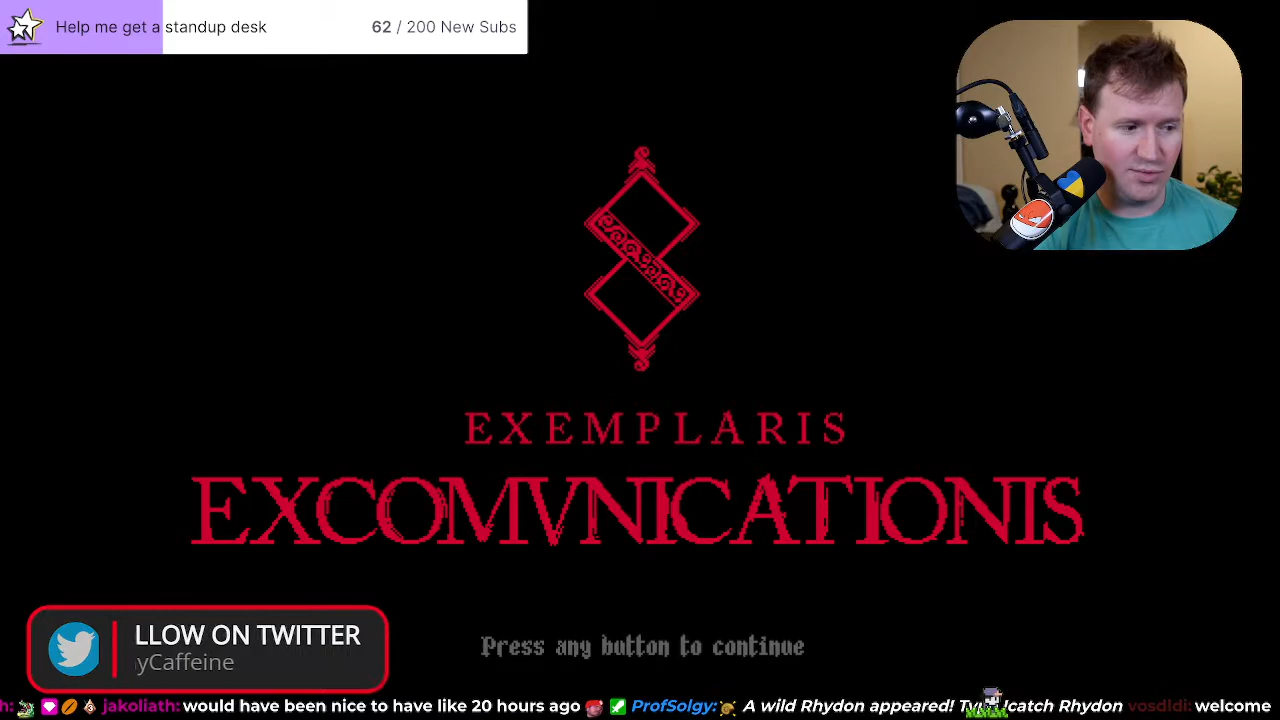 Help me get a standup desk 62 / 200 New Subs
EXEMPLARIS
EXCOMVNICATIONIS
LLOW ON TWITTER
yCaffeine
Press any button to continue
h: jakoliath: would have been nice to have like 20 hours ago ProfSolgy: A wild Rhydon appeared! catch Rhydon vosdldi: welcome